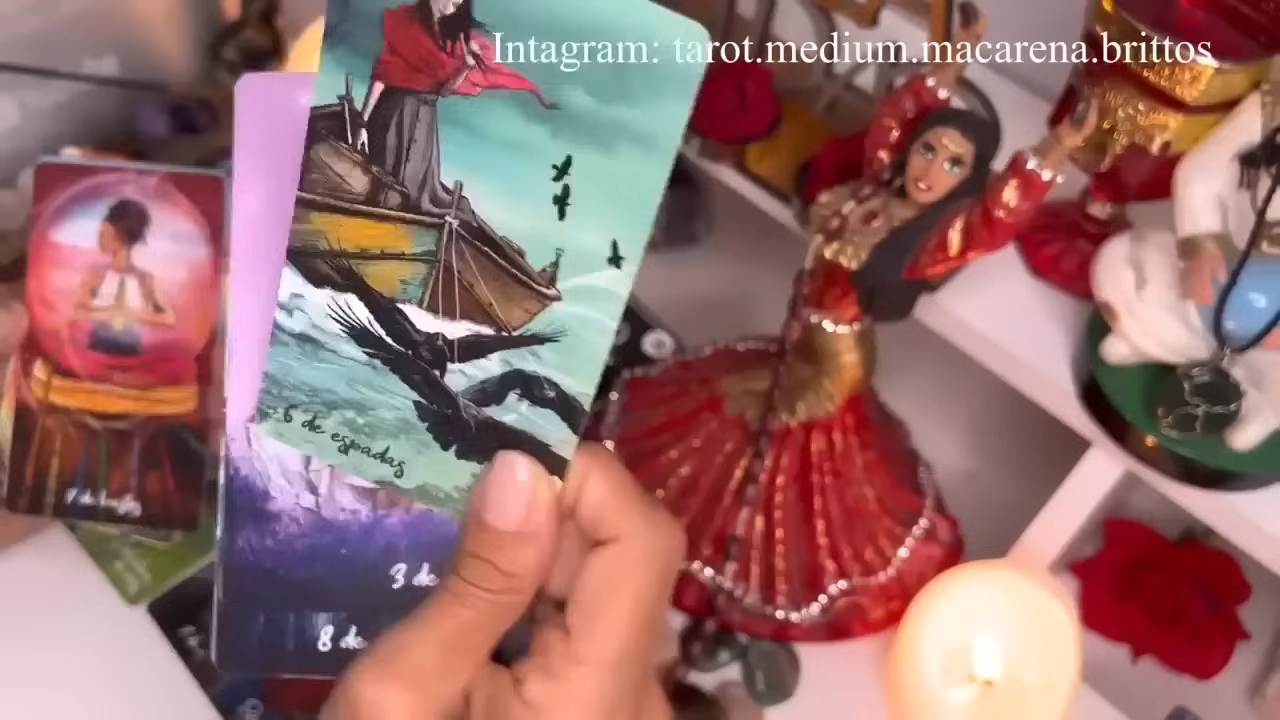 Intagram: tarot.medium.macarena.brittos
6 de espadas
3 de
8 de